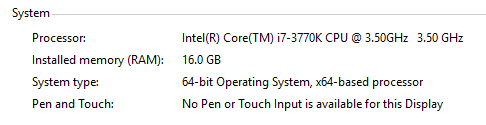 System
Processor: Intel(R) Core(TM) i7-3770K CPU @ 3.50GHz 3.50 GHz
Installed memory (RAM): 16.0 GB
System type: 64-bit Operating System, x64-based processor
Pen and Touch: No Pen or Touch Input is available for this Display